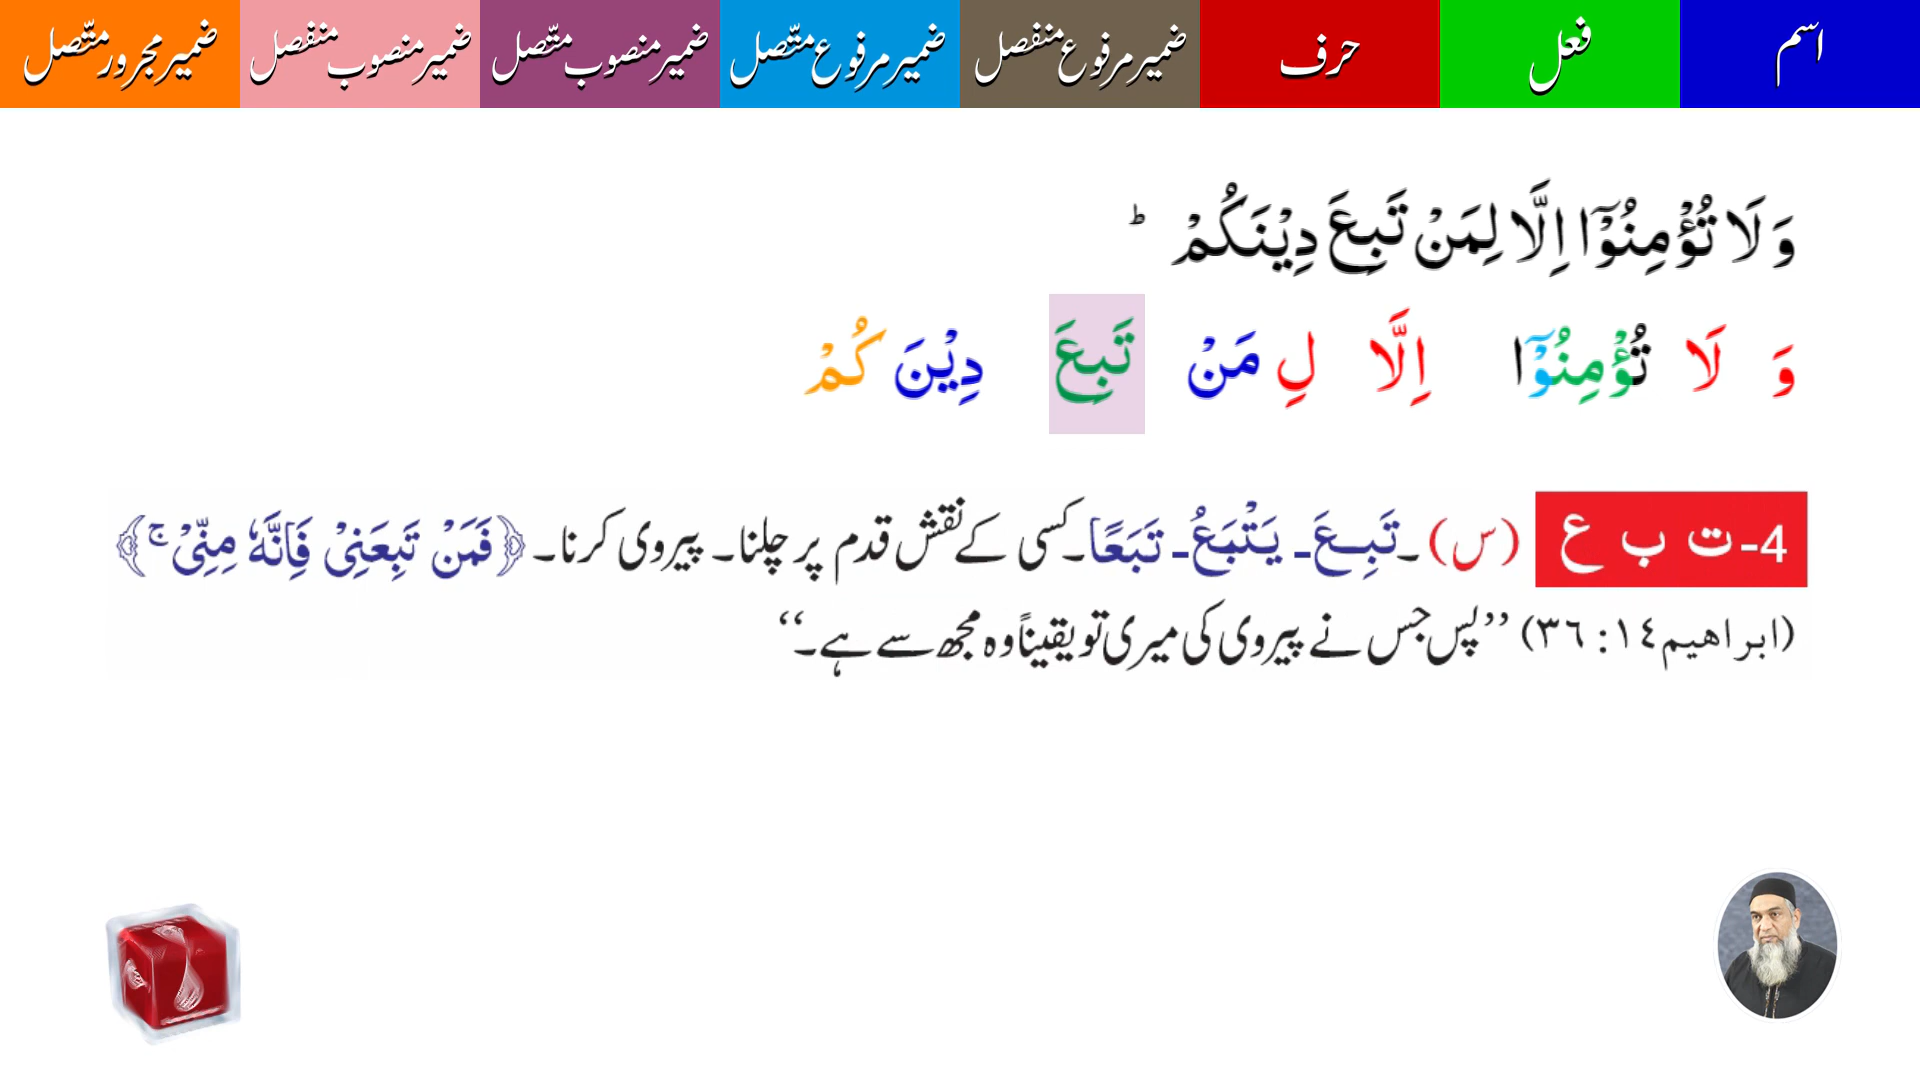 اسم فعل حرف ضمیر مرفوع منفصل ضمیر مرفوع متّصل ضمیر منصوب متّصل ضمیر منصوب منفصل ضمیر مجرور متّصل
وَلَا تُؤْمِنُوْٓا اِلَّا لِمَنْ تَبِعَ دِيْنَكُمْ ؕ
وَ لَا تُؤْمِنُوْٓا اِلَّا لِ مَنْ تَبِعَ دِيْنَ كُمْ
4- ت ب ع (س)۔ تَبِعَ۔ يَتْبَعُ۔ تَبَعًا۔ کسی کے نقش قدم پر چلنا۔ پیروی کرنا۔ ﴿فَمَنْ تَبِعَنِيْ فَاِنَّهٗ مِنِّيْ ۚ﴾
(ابراھیم ١٤ : ٣٦) ’’پس جس نے پیروی کی میری تو یقیناً وہ مجھ سے ہے۔‘‘